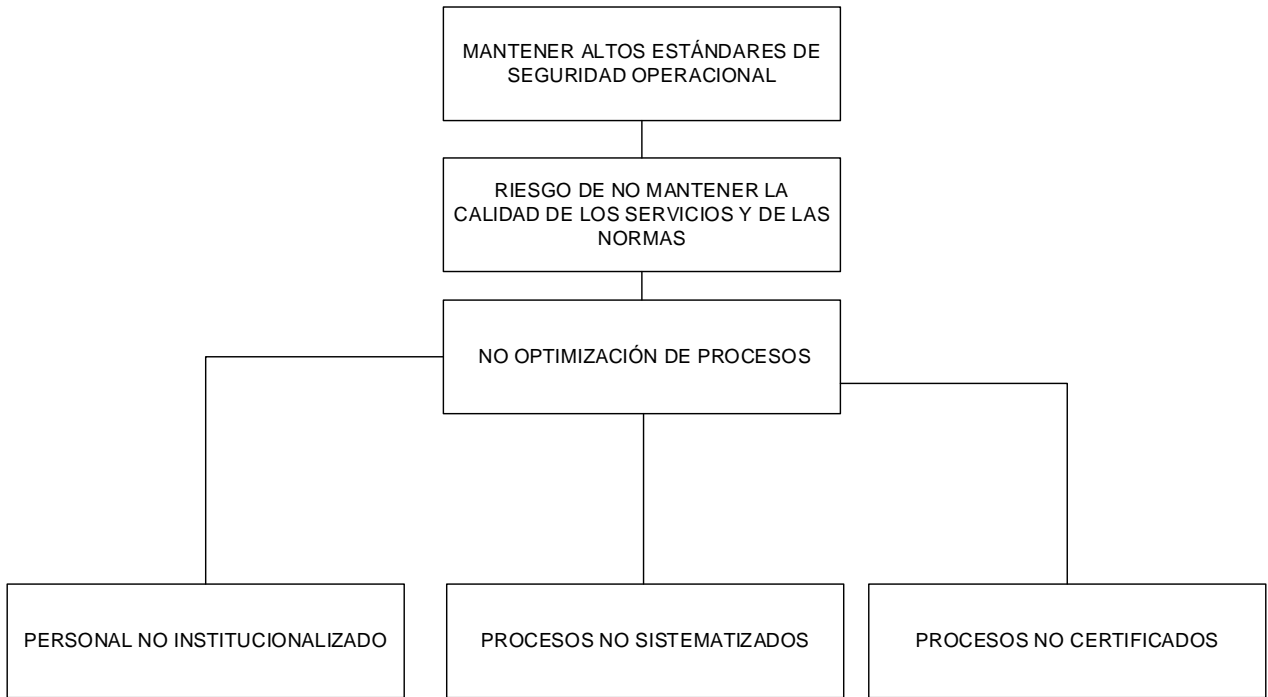 MANTENER ALTOS ESTÁNDARES DE
SEGURIDAD OPERACIONAL
RIESGO DE NO MANTENER LA
CALIDAD DE LOS SERVICIOS Y DE LAS
NORMAS
NO OPTIMIZACIÓN DE PROCESOS
PERSONAL NO INSTITUCIONALIZADO
PROCESOS NO SISTEMATIZADOS
PROCESOS NO CERTIFICADOS